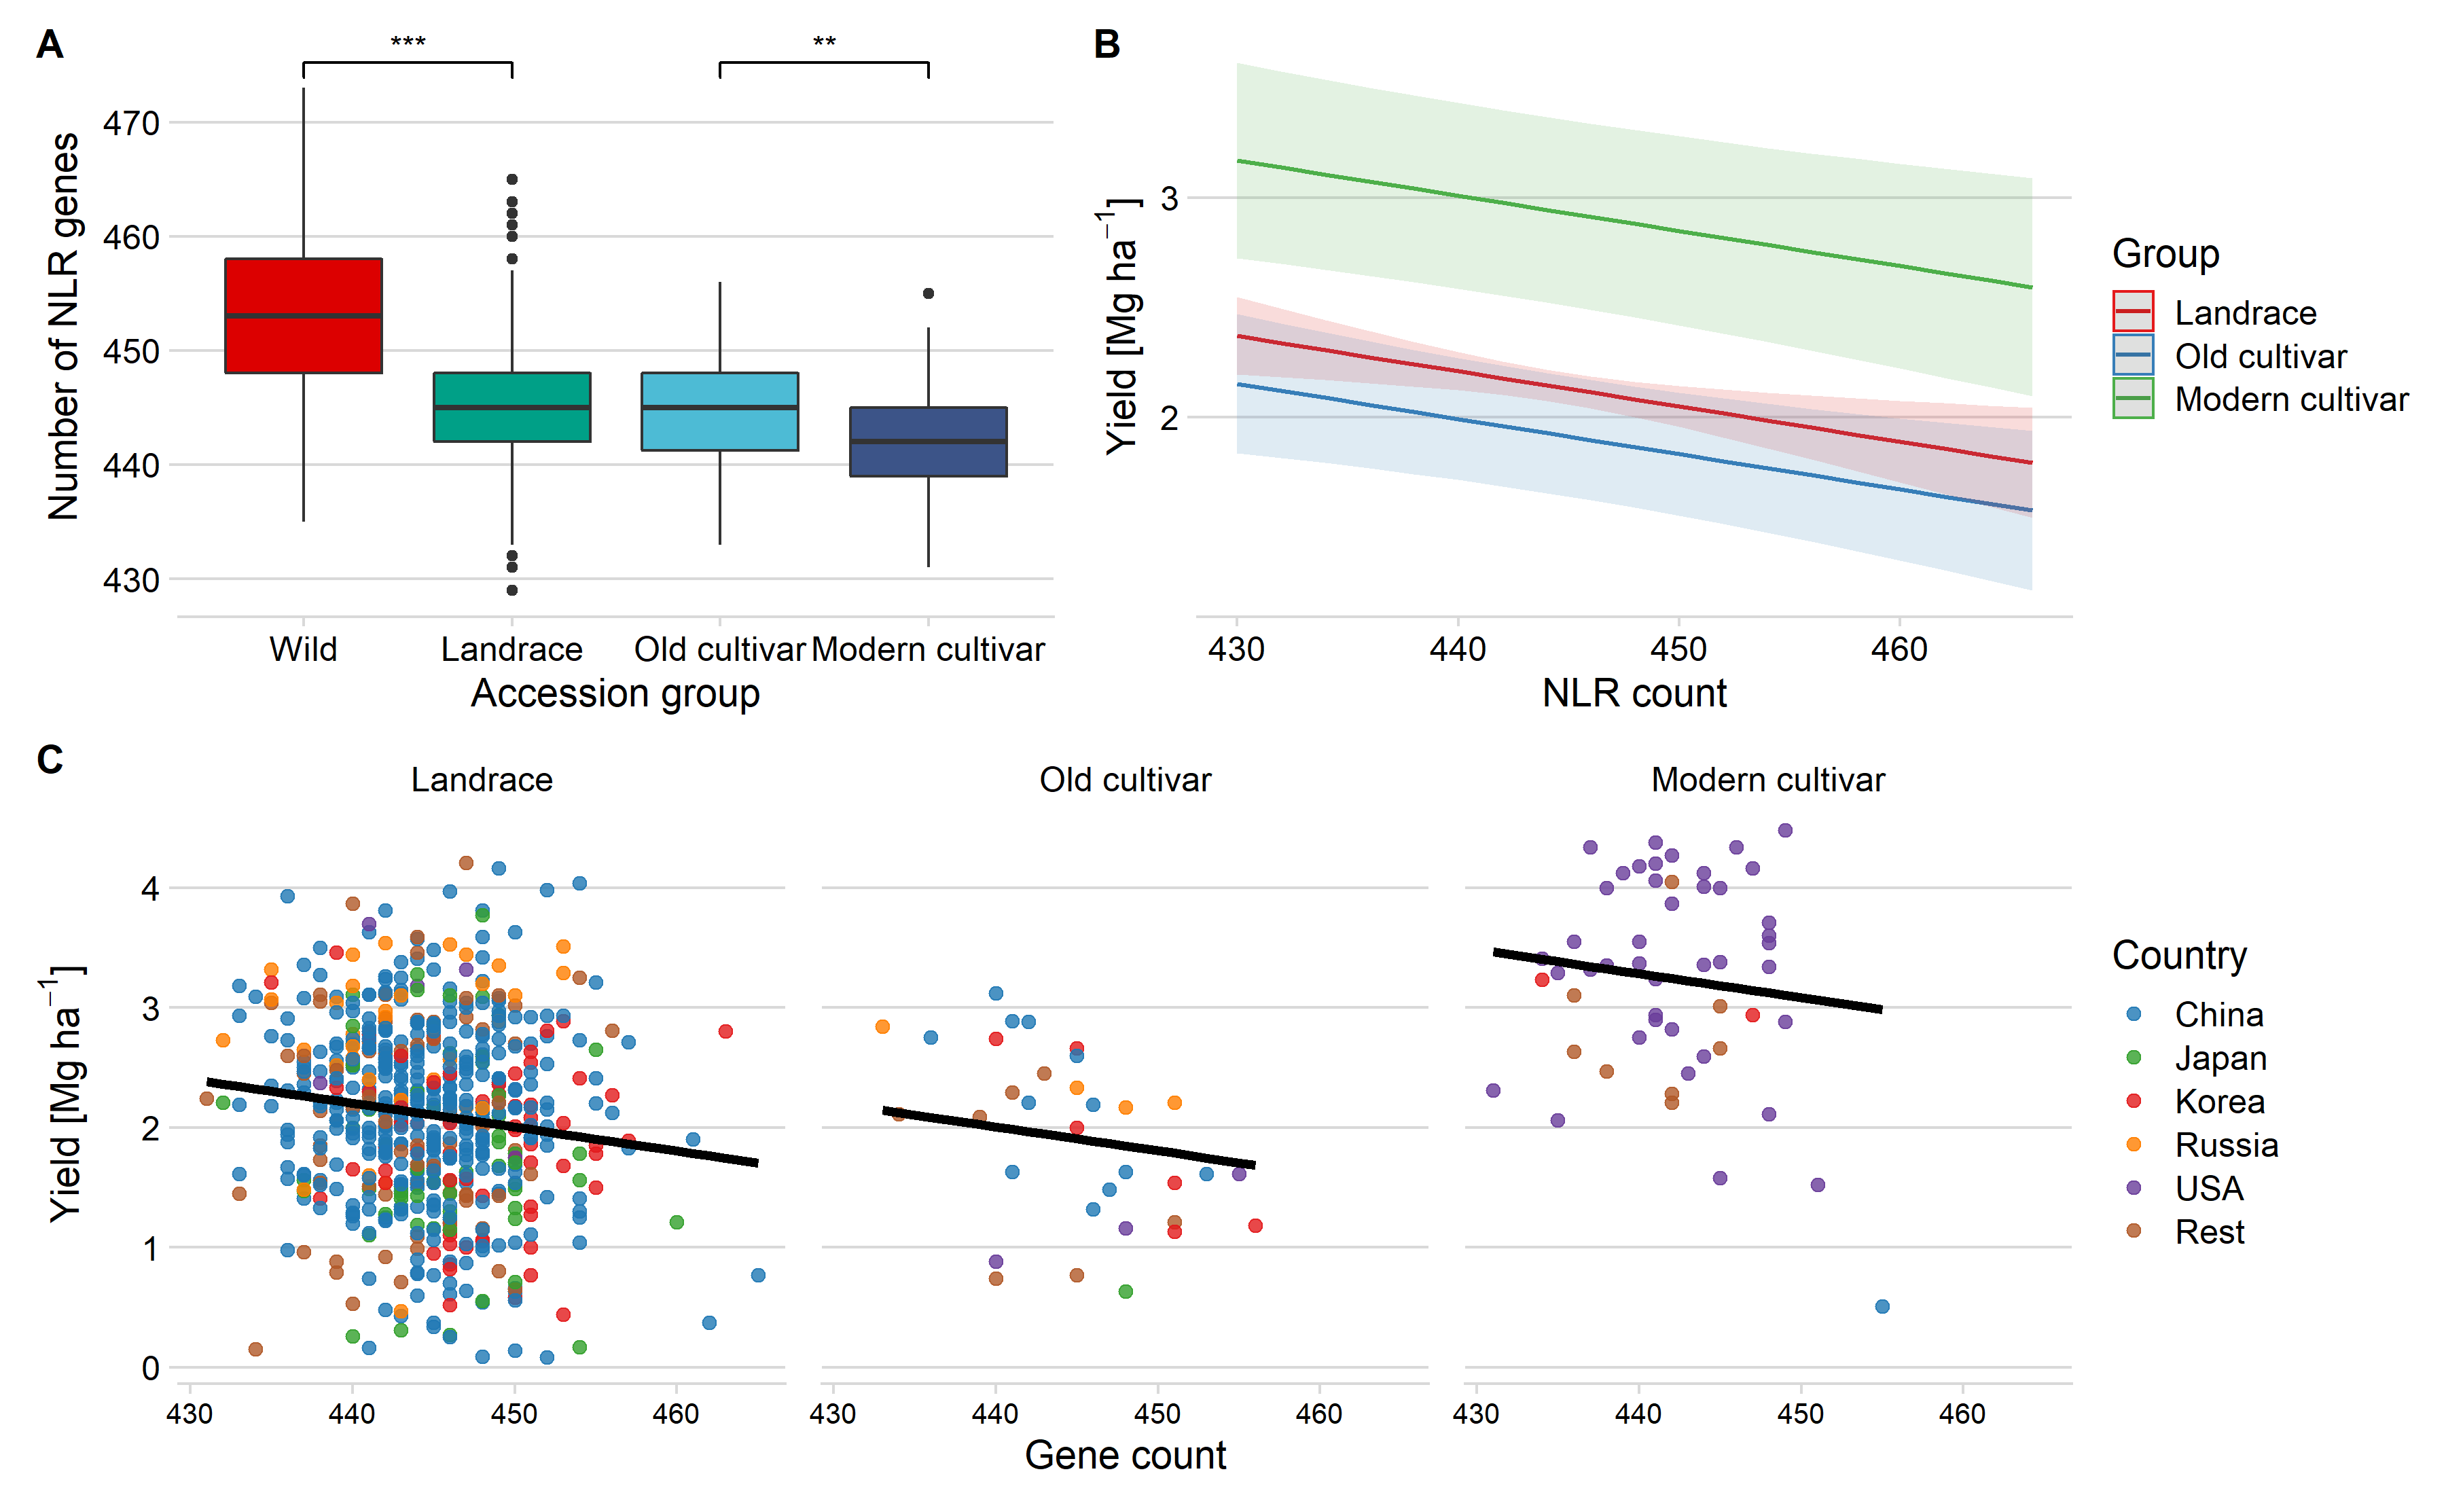 A
***
**
470
460
450
440
430
Number of NLR genes
Wild
Landrace
Old cultivar
Modern cultivar
Accession group
B
3
2
Yield [Mg ha⁻¹]
430
440
450
460
NLR count
Group
Landrace
Old cultivar
Modern cultivar
C
Landrace
Old cultivar
Modern cultivar
4
3
2
1
0
Yield [Mg ha⁻¹]
430
440
450
460
430
440
450
460
430
440
450
460
Gene count
Country
China
Japan
Korea
Russia
USA
Rest